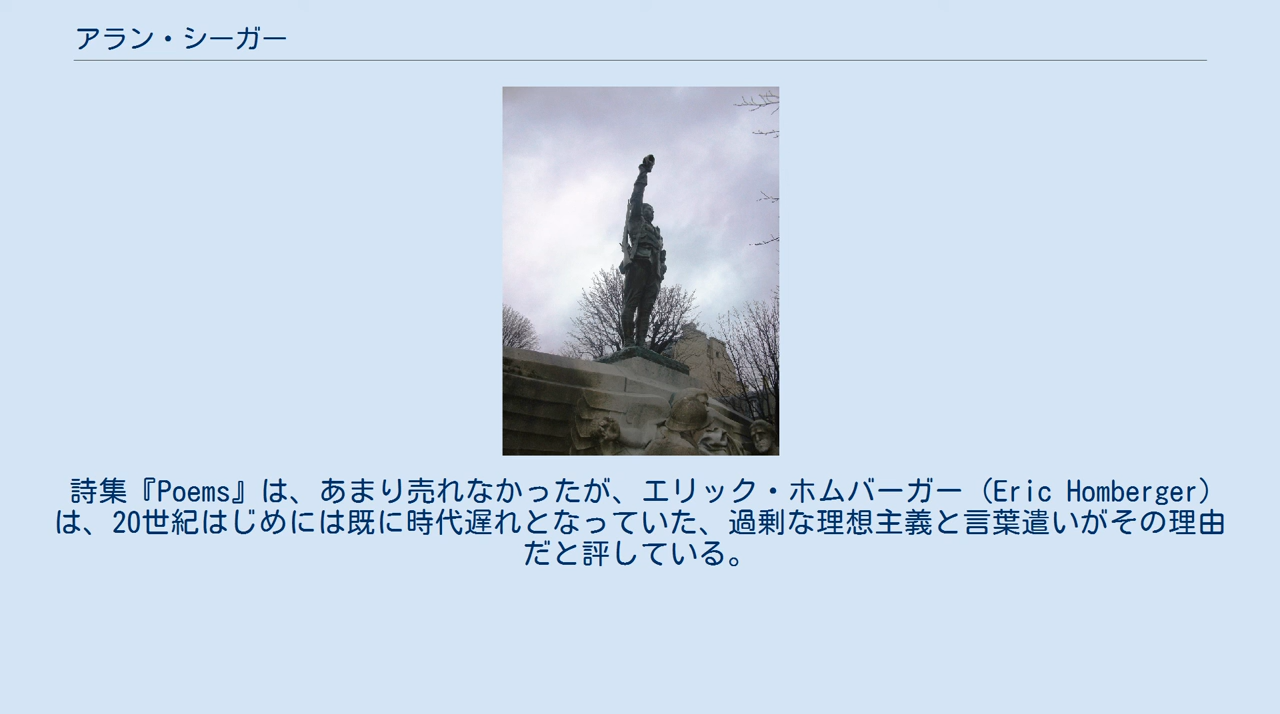 アラン・シーガー
詩集『Poems』は、あまり売れなかったが、エリック・ホムバーガー（Eric Homberger）
は、20世紀はじめには既に時代遅れとなっていた、過剰な理想主義と言葉遣いがその理由
だと評している。